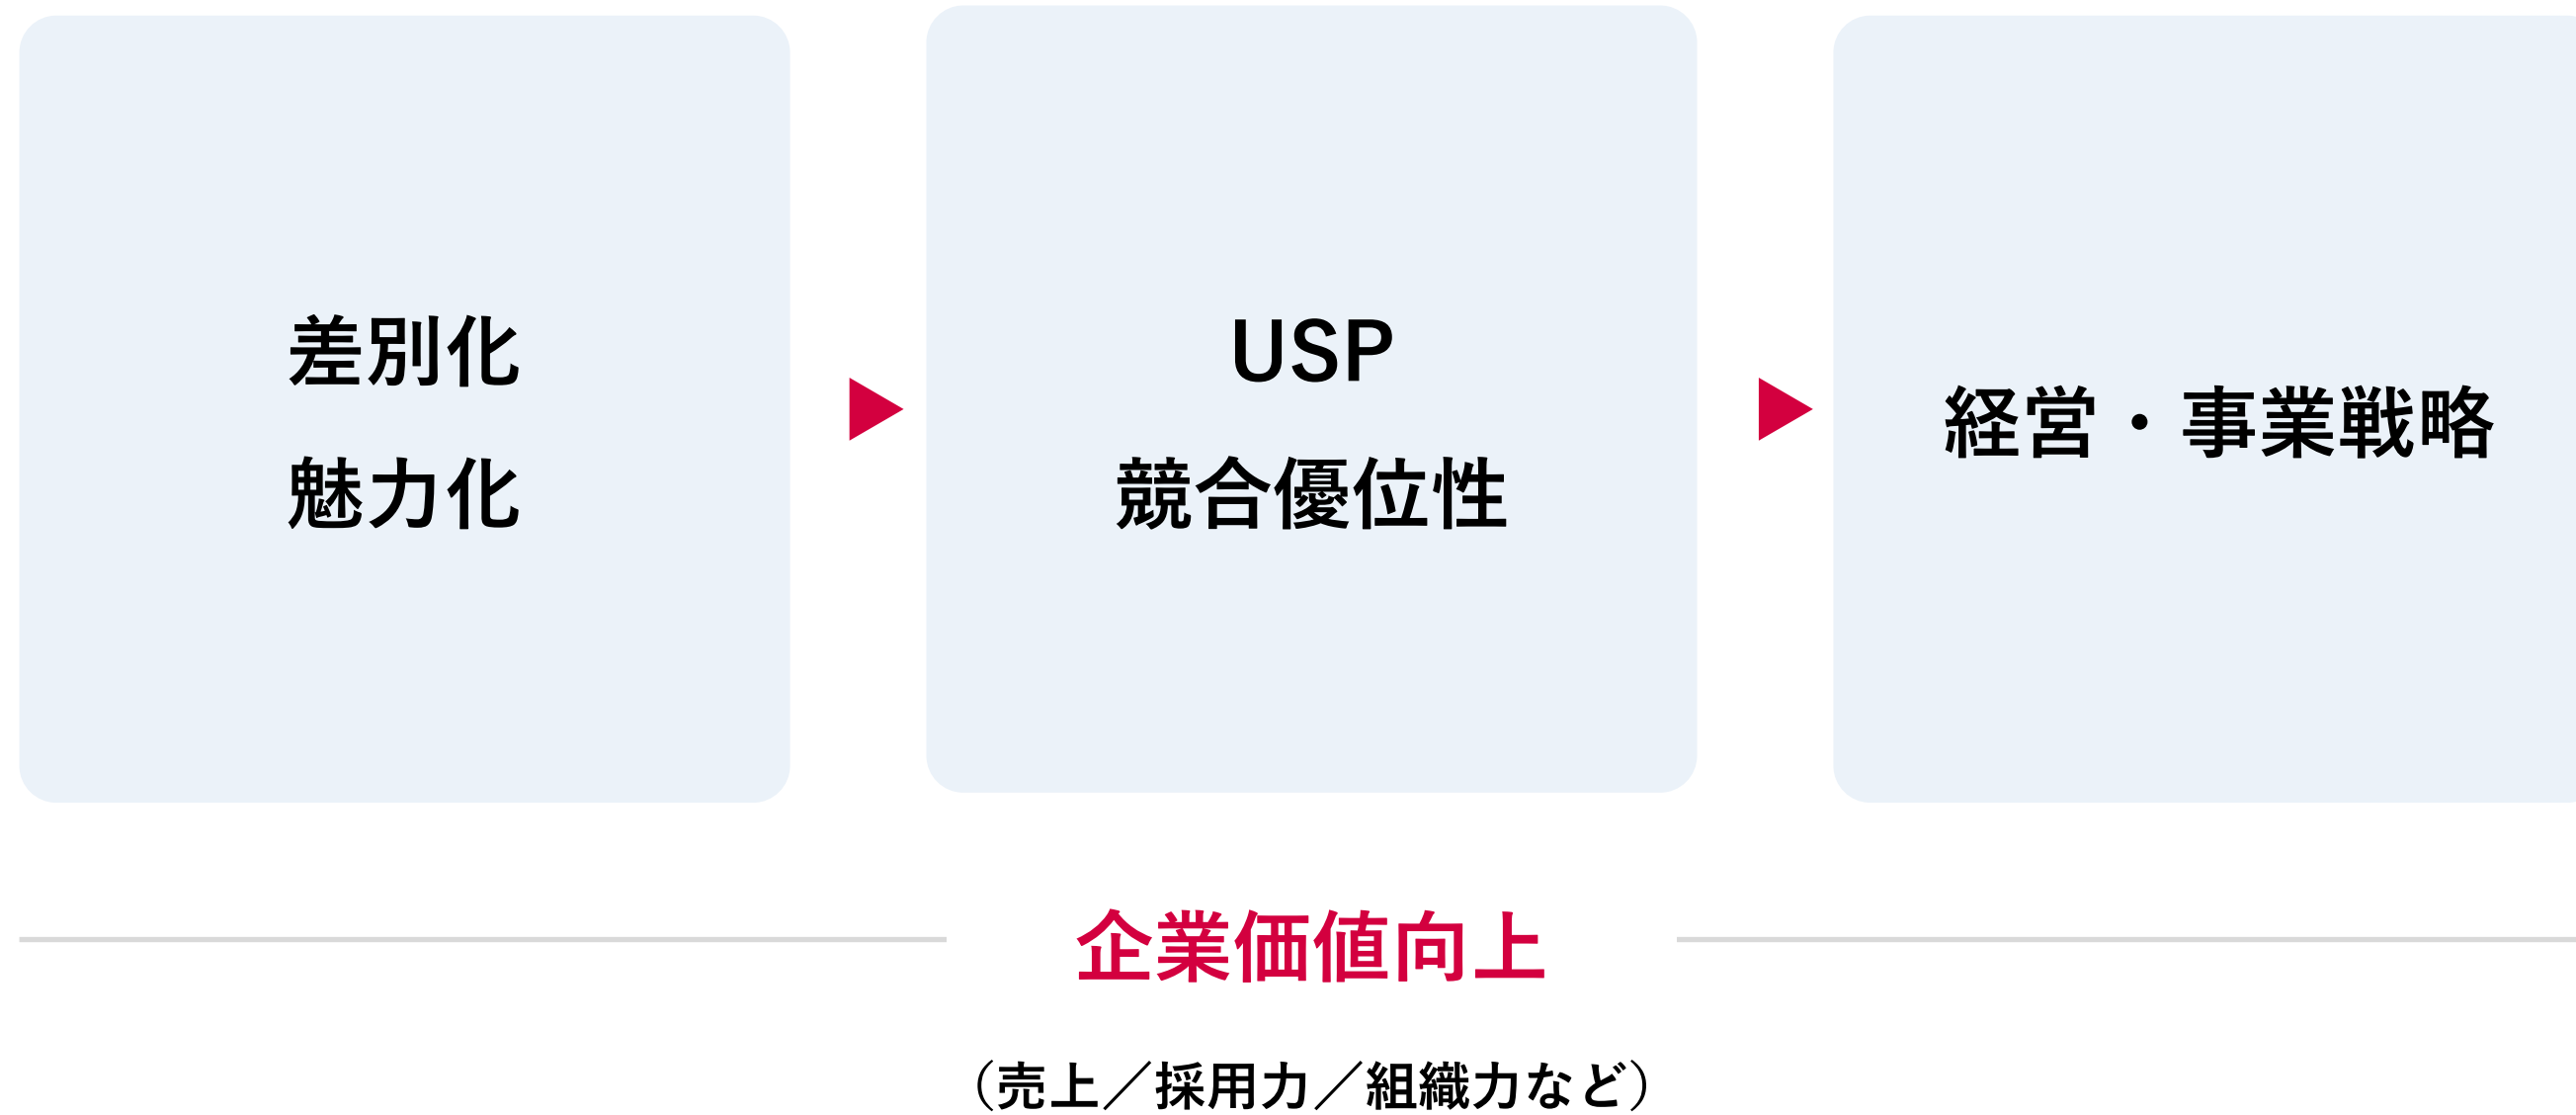 差別化
魅力化
USP
競合優位性
経営・事業戦略
企業価値向上
（売上／採用力／組織力など）